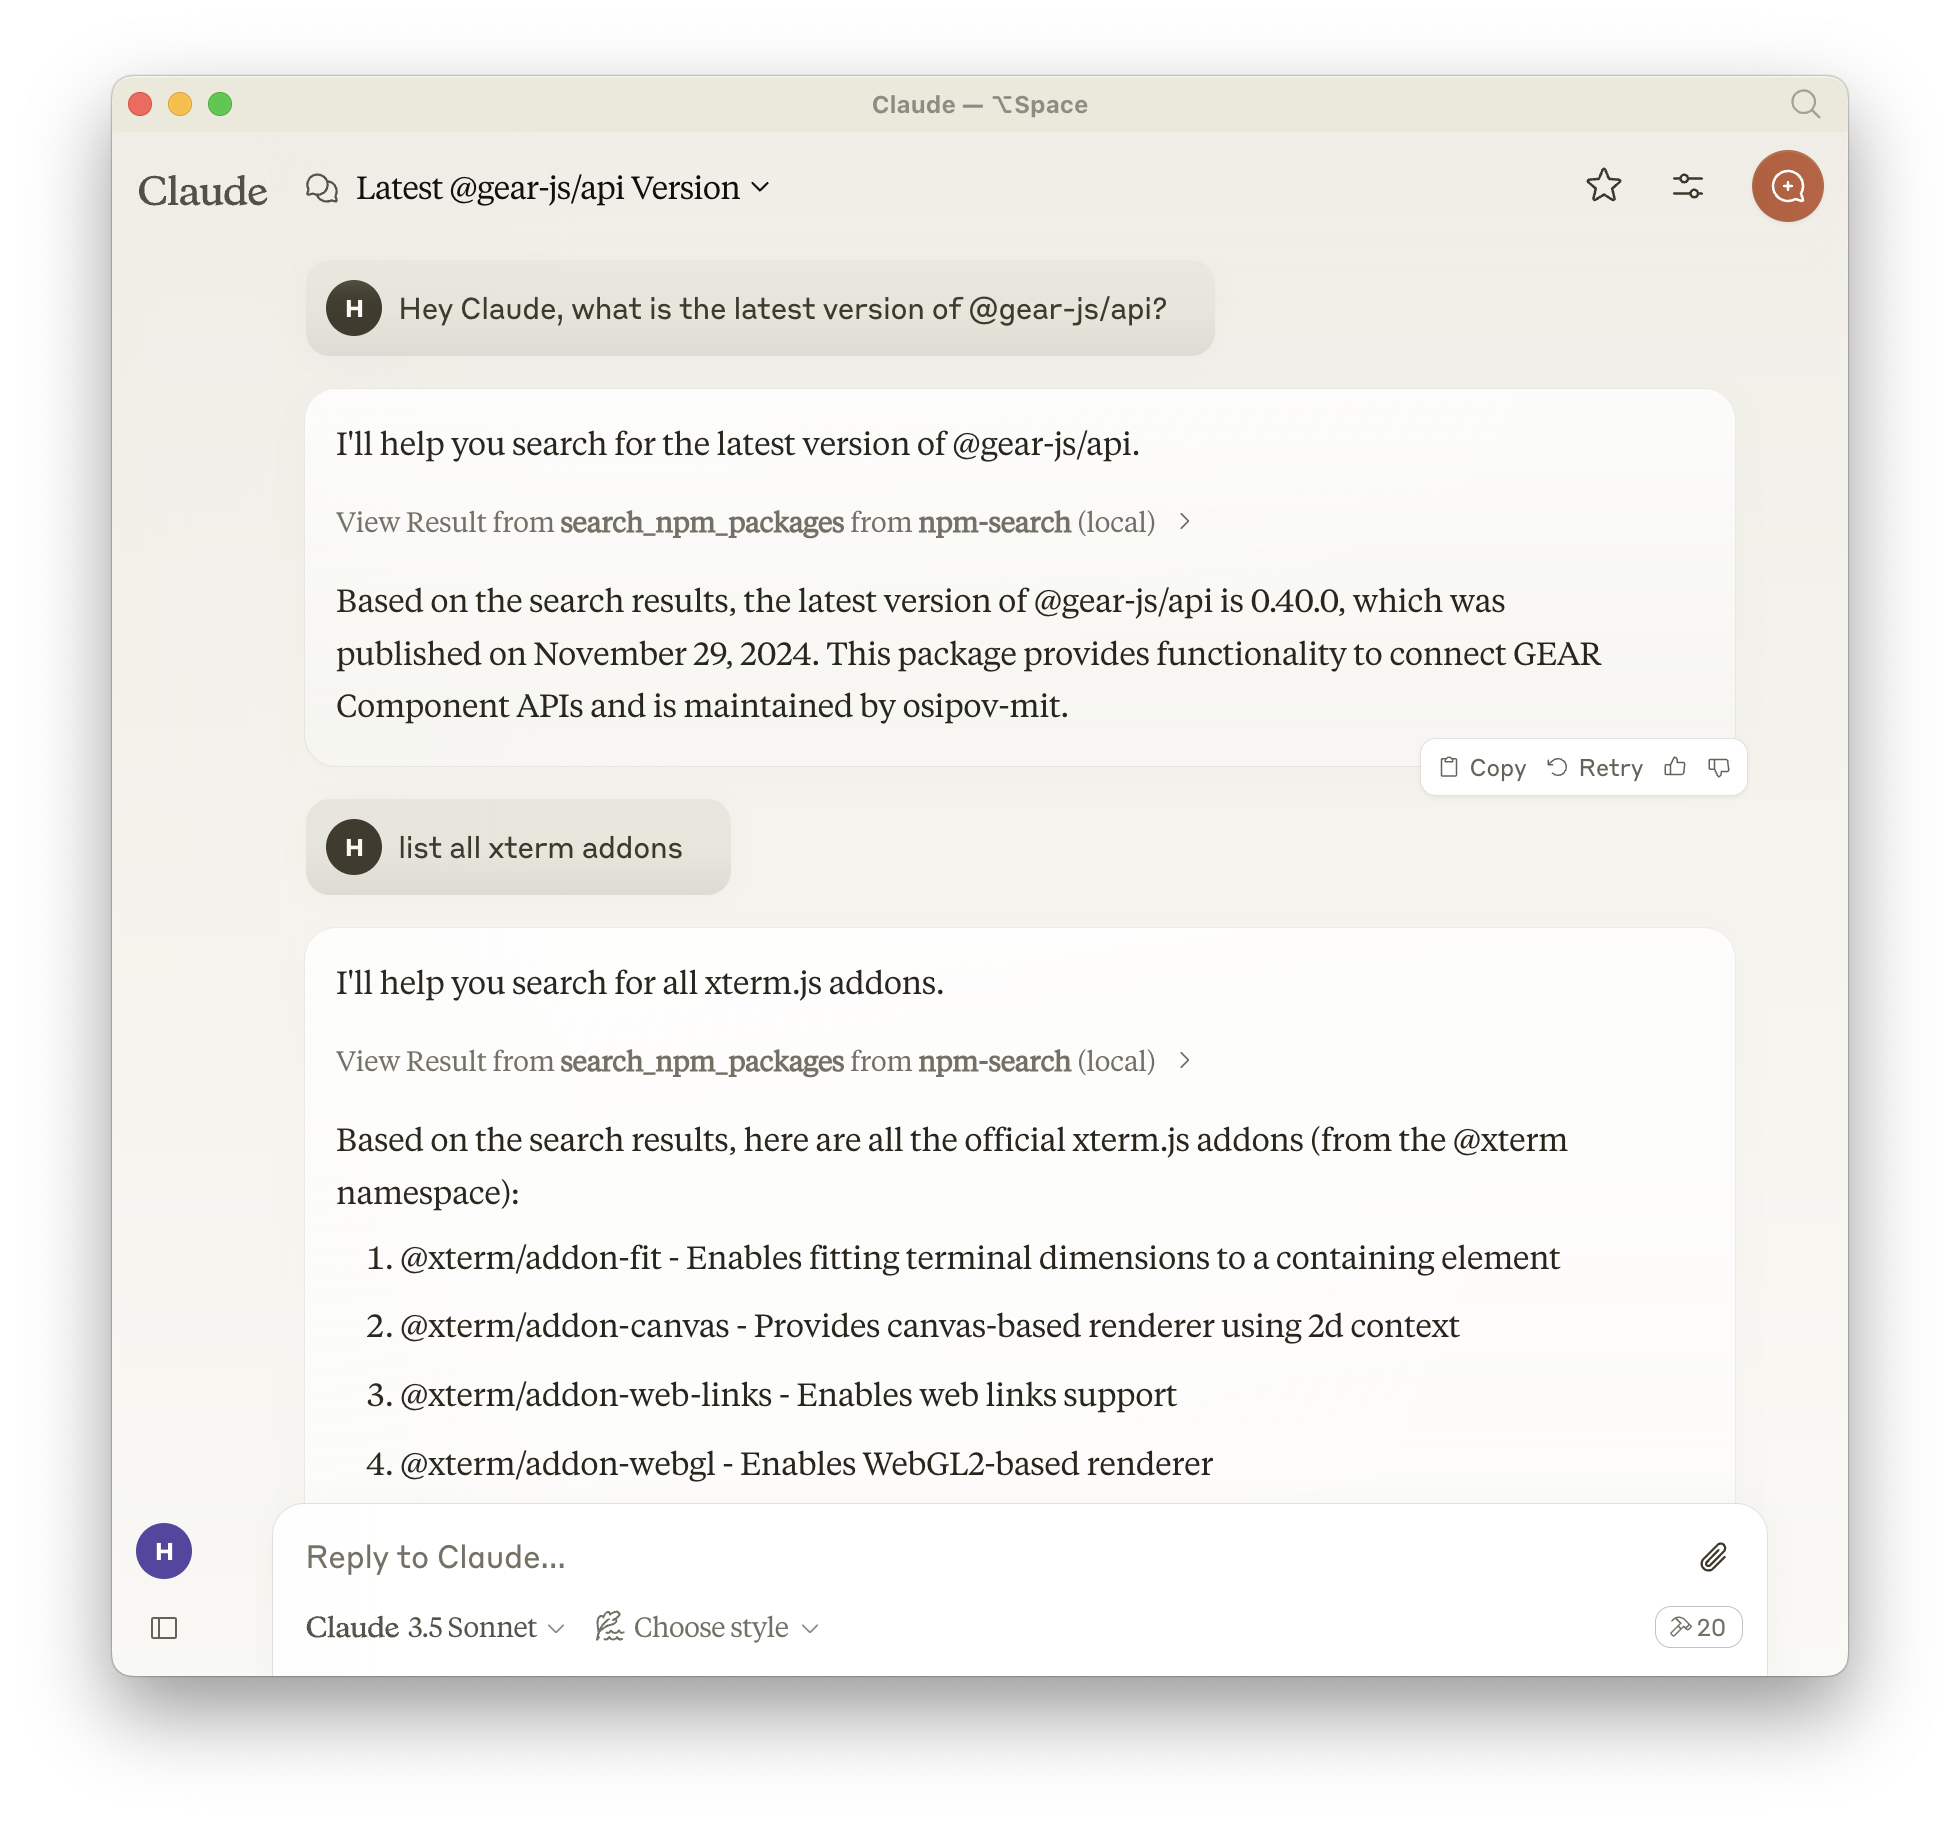 Claude — ⌥Space
Claude
Latest @gear-js/api Version
H
Hey Claude, what is the latest version of @gear-js/api?
I'll help you search for the latest version of @gear-js/api.
View Result from search_npm_packages from npm-search (local)
Based on the search results, the latest version of @gear-js/api is 0.40.0, which was
published on November 29, 2024. This package provides functionality to connect GEAR
Component APIs and is maintained by osipov-mit.
Copy Retry
H
list all xterm addons
I'll help you search for all xterm.js addons.
View Result from search_npm_packages from npm-search (local)
Based on the search results, here are all the official xterm.js addons (from the @xterm
namespace):
1. @xterm/addon-fit - Enables fitting terminal dimensions to a containing element
2. @xterm/addon-canvas - Provides canvas-based renderer using 2d context
3. @xterm/addon-web-links - Enables web links support
4. @xterm/addon-webgl - Enables WebGL2-based renderer
H
Reply to Claude...
Claude 3.5 Sonnet
Choose style
20